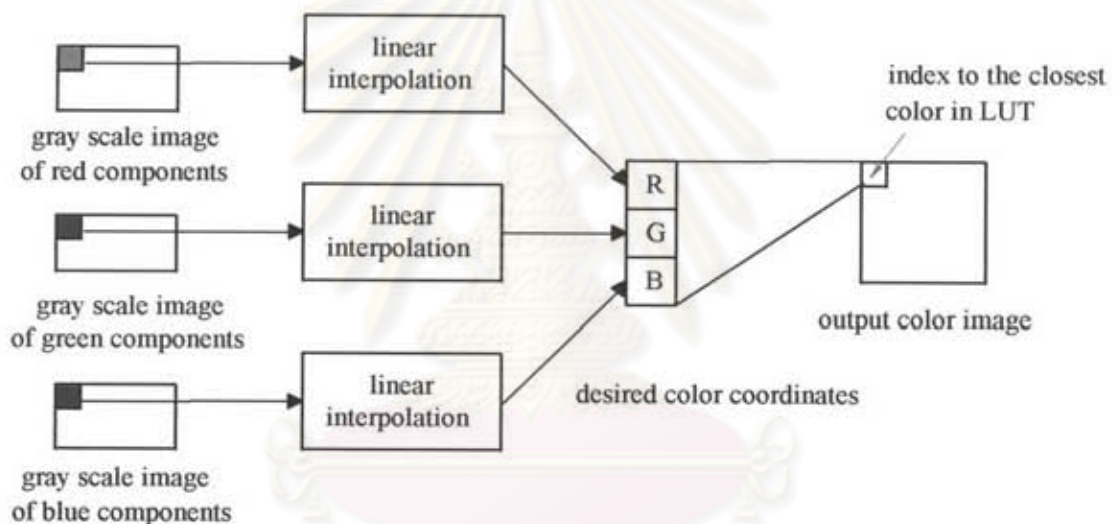 linear
interpolation
gray scale image
of red components
index to the closest
color in LUT
linear
interpolation
R
G
B
gray scale image
of green components
output color image
linear
interpolation
desired color coordinates
gray scale image
of blue components